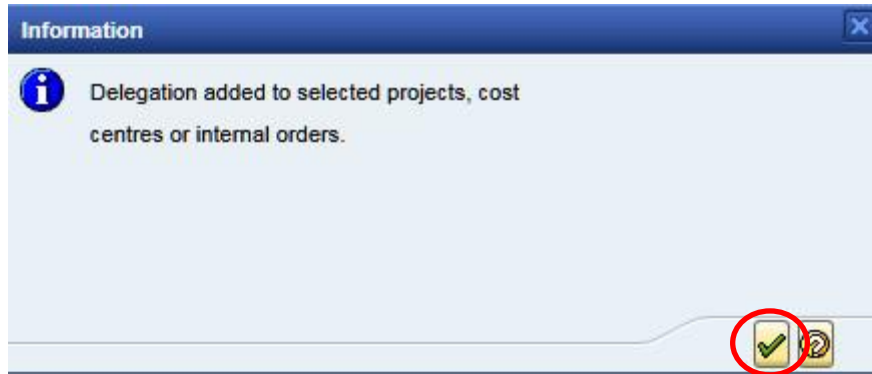 Information
Delegation added to selected projects, cost
centres or internal orders.